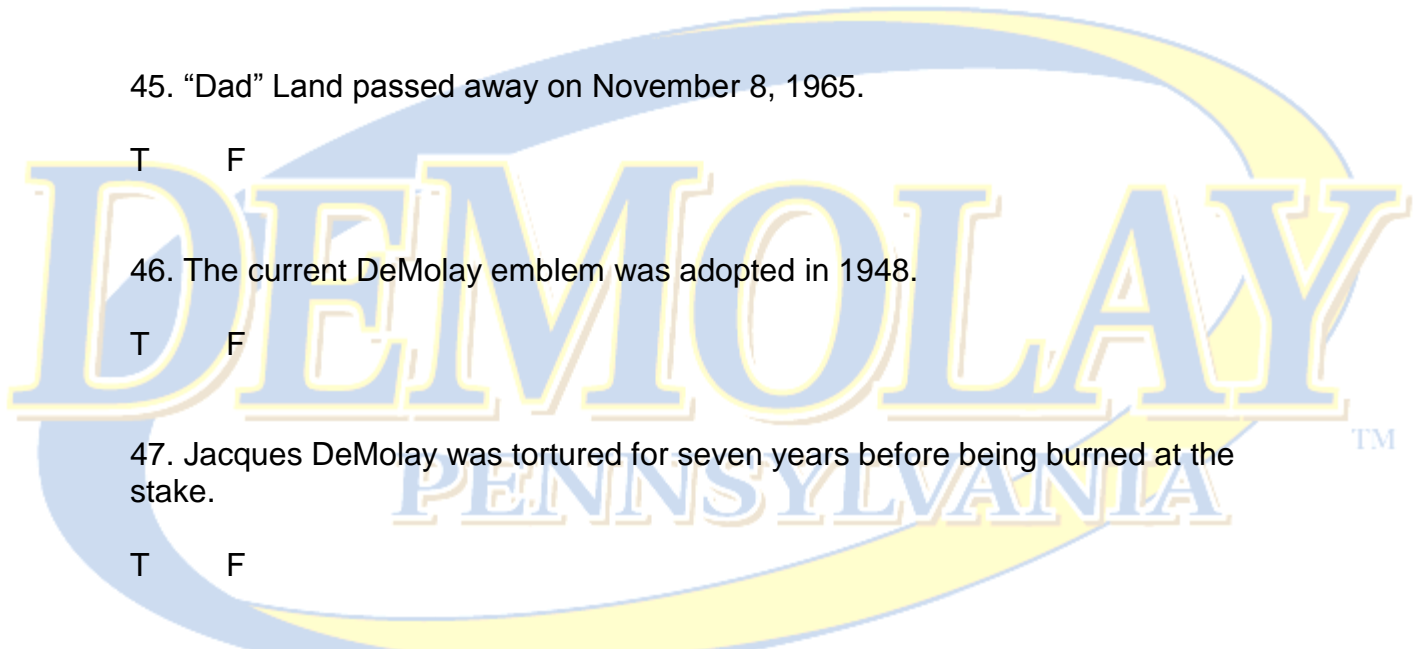 45. “Dad” Land passed away on November 8, 1965.
T F
46. The current DeMolay emblem was adopted in 1948.
T F
DEMOLAY
TM
47. Jacques DeMolay was tortured for seven years before being burned at the
stake.
PENNSYLVANIA
T F